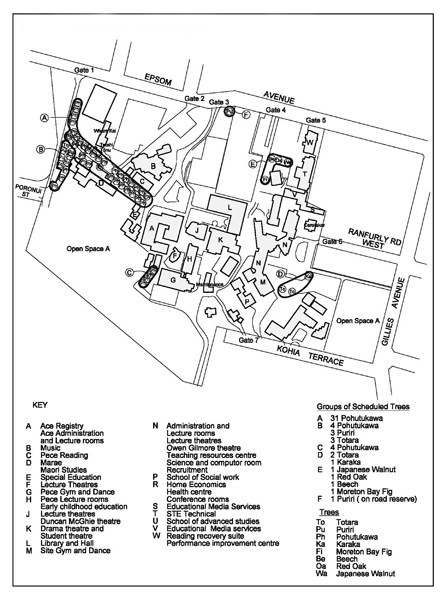 Gate 1
EPSOM
AVENUE
Gate 2
Gate 3
Gate 5
A
F
W
B
E
T
B
D
S
L
PORONUI
ST
A
J
K
N
RANFURLY RD
WEST
Gate 6
Open Space A
F
H
N
C
G
Maintenance
M
D
P
GILLIES AVENUE
Open Space A
Gate 7
KOHIA TERRACE
KEY
A Ace Registry
Ace Administration
and Lecture rooms
B Music
C Pece Reading
D Marae
Maori Studies
E Special Education
F Lecture Theatres
G Pece Gym and Dance
H Pece Lecture rooms
Early childhood education
J Lecture theatres
Duncan McGhie theatre
K Drama theatre and
Student theatre
L Library and Hall
M Site Gym and Dance
N Administration and
Lecture rooms
Lecture theatres
Owen Gilmore theatre
Teaching resources centre
Science and computer room
Recruitment
P School of Social work
R Home Economics
Health centre
Conference rooms
S Educational Media Services
T STE Technical
U School of advanced studies
V Educational Media services
W Reading recovery suite
Performance improvement centre
Groups of Scheduled Trees
A 31 Pohutukawa
B 4 Pohutukawa
3 Puriri
3 Totara
C 4 Pohutukawa
D 2 Totara
1 Karaka
E 1 Japanese Walnut
1 Red Oak
1 Beech
1 Moreton Bay Fig
F 1 Puriri ( on road reserve)
Trees
To Totara
Pu Puriri
Ph Pohutukawa
Ka Karaka
Fi Moreton Bay Fig
Be Beech
Oa Red Oak
Wa Japanese Walnut